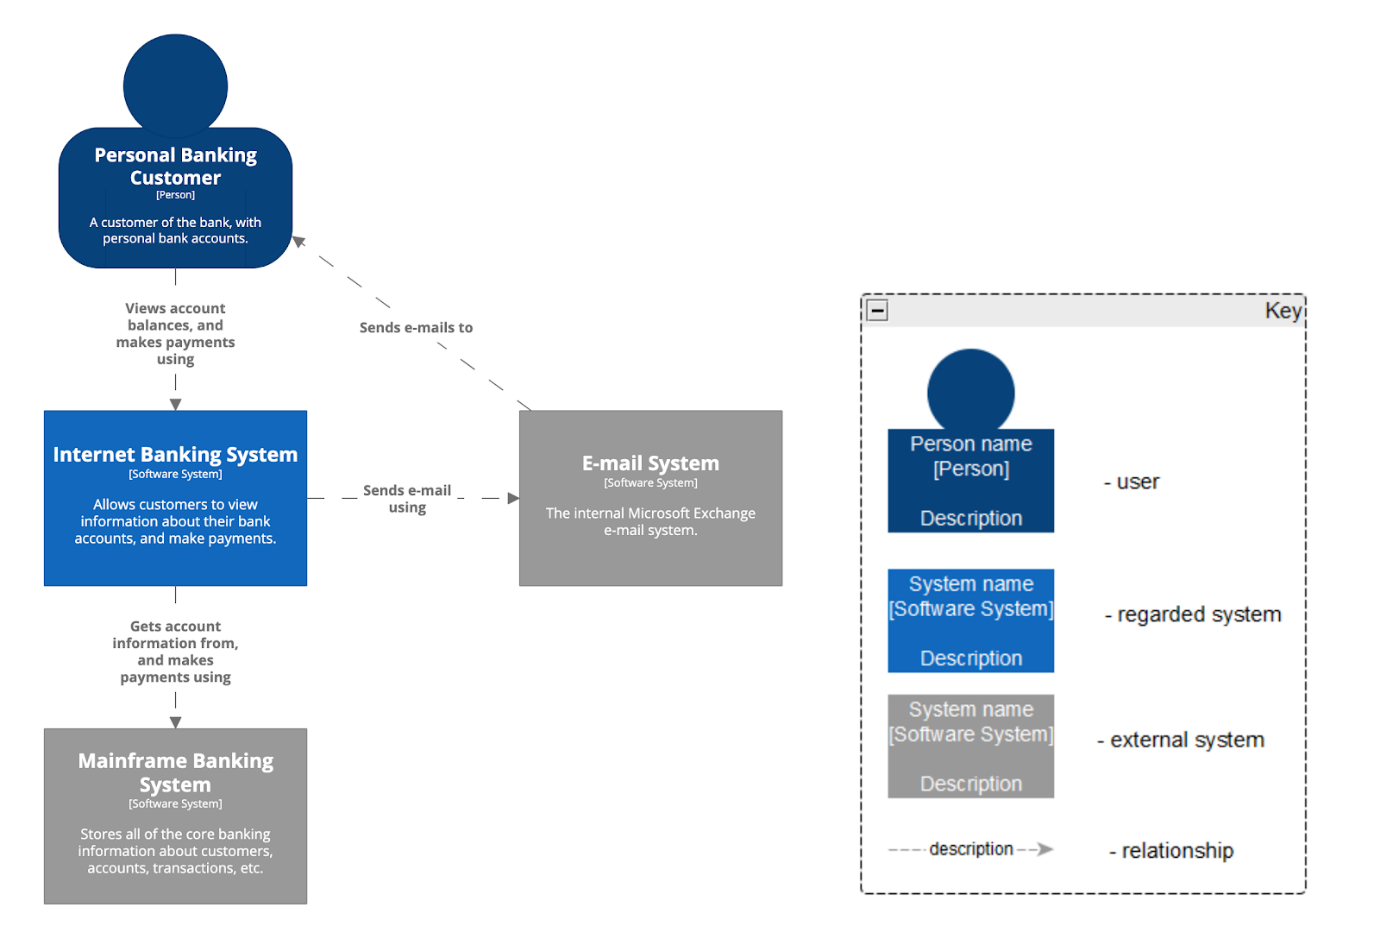 Personal Banking
Customer
[Person]
A customer of the bank, with
personal bank accounts.
Views account
balances, and
makes payments
using
Sends e-mails to
Internet Banking System
[Software System]
Allows customers to view
information about their bank
accounts, and make payments.
Sends e-mail
using
E-mail System
[Software System]
The internal Microsoft Exchange
e-mail system.
Gets account
information from,
and makes
payments using
Mainframe Banking
System
[Software System]
Stores all of the core banking
information about customers,
accounts, transactions, etc.
Key
Person name
[Person]
Description
- user
System name
[Software System]
Description
- regarded system
System name
[Software System]
Description
- external system
description
- relationship